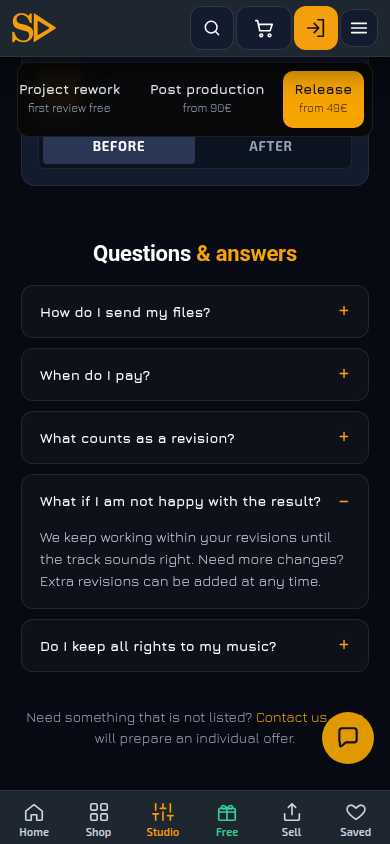 Project rework
first review free
Post production
from 90€
Release
from 49€
BEFORE
AFTER
Questions & answers
How do I send my files?
+
When do I pay?
+
What counts as a revision?
+
What if I am not happy with the result?
−
We keep working within your revisions until
the track sounds right. Need more changes?
Extra revisions can be added at any time.
Do I keep all rights to my music?
+
Need something that is not listed? Contact us
will prepare an individual offer.
Home
Shop
Studio
Free
Sell
Saved